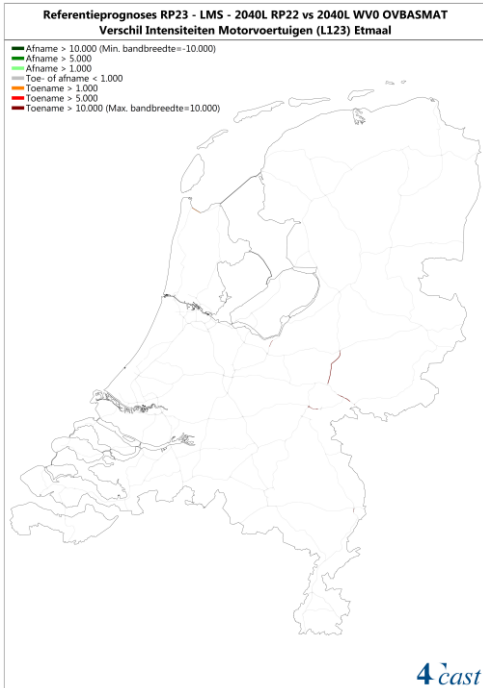 Referentieprognoses RP23 - LMS - 2040L RP22 vs 2040L WV0 OVBASMAT
Verschil Intensiteiten Motorvoertuigen (L123) Etmaal
Afname > 10.000 (Min. bandbreedte=-10.000)
Afname > 5.000
Afname > 1.000
Toe- of afname < 1.000
Toename > 1.000
Toename > 5.000
Toename > 10.000 (Max. bandbreedte=10.000)
4cast